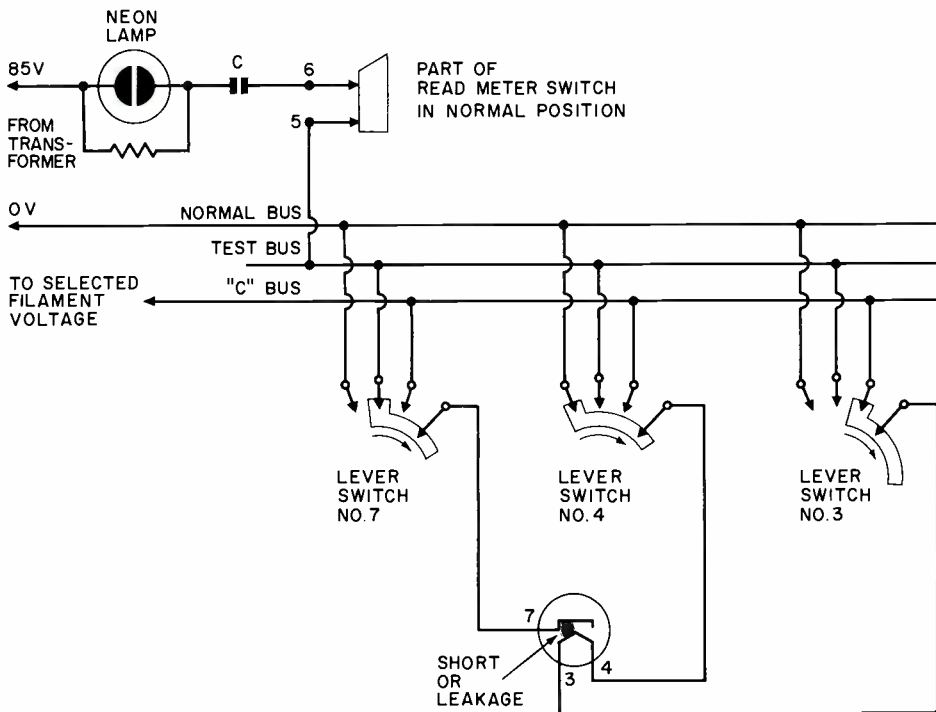 NEON
LAMP
85V
C
6
5
FROM
TRANS-
FORMER
PART OF
READ METER SWITCH
IN NORMAL POSITION
0V
NORMAL BUS
TEST BUS
"C" BUS
TO SELECTED
FILAMENT
VOLTAGE
LEVER
SWITCH
NO.7
LEVER
SWITCH
NO.4
LEVER
SWITCH
NO.3
7
3
4
SHORT
OR
LEAKAGE